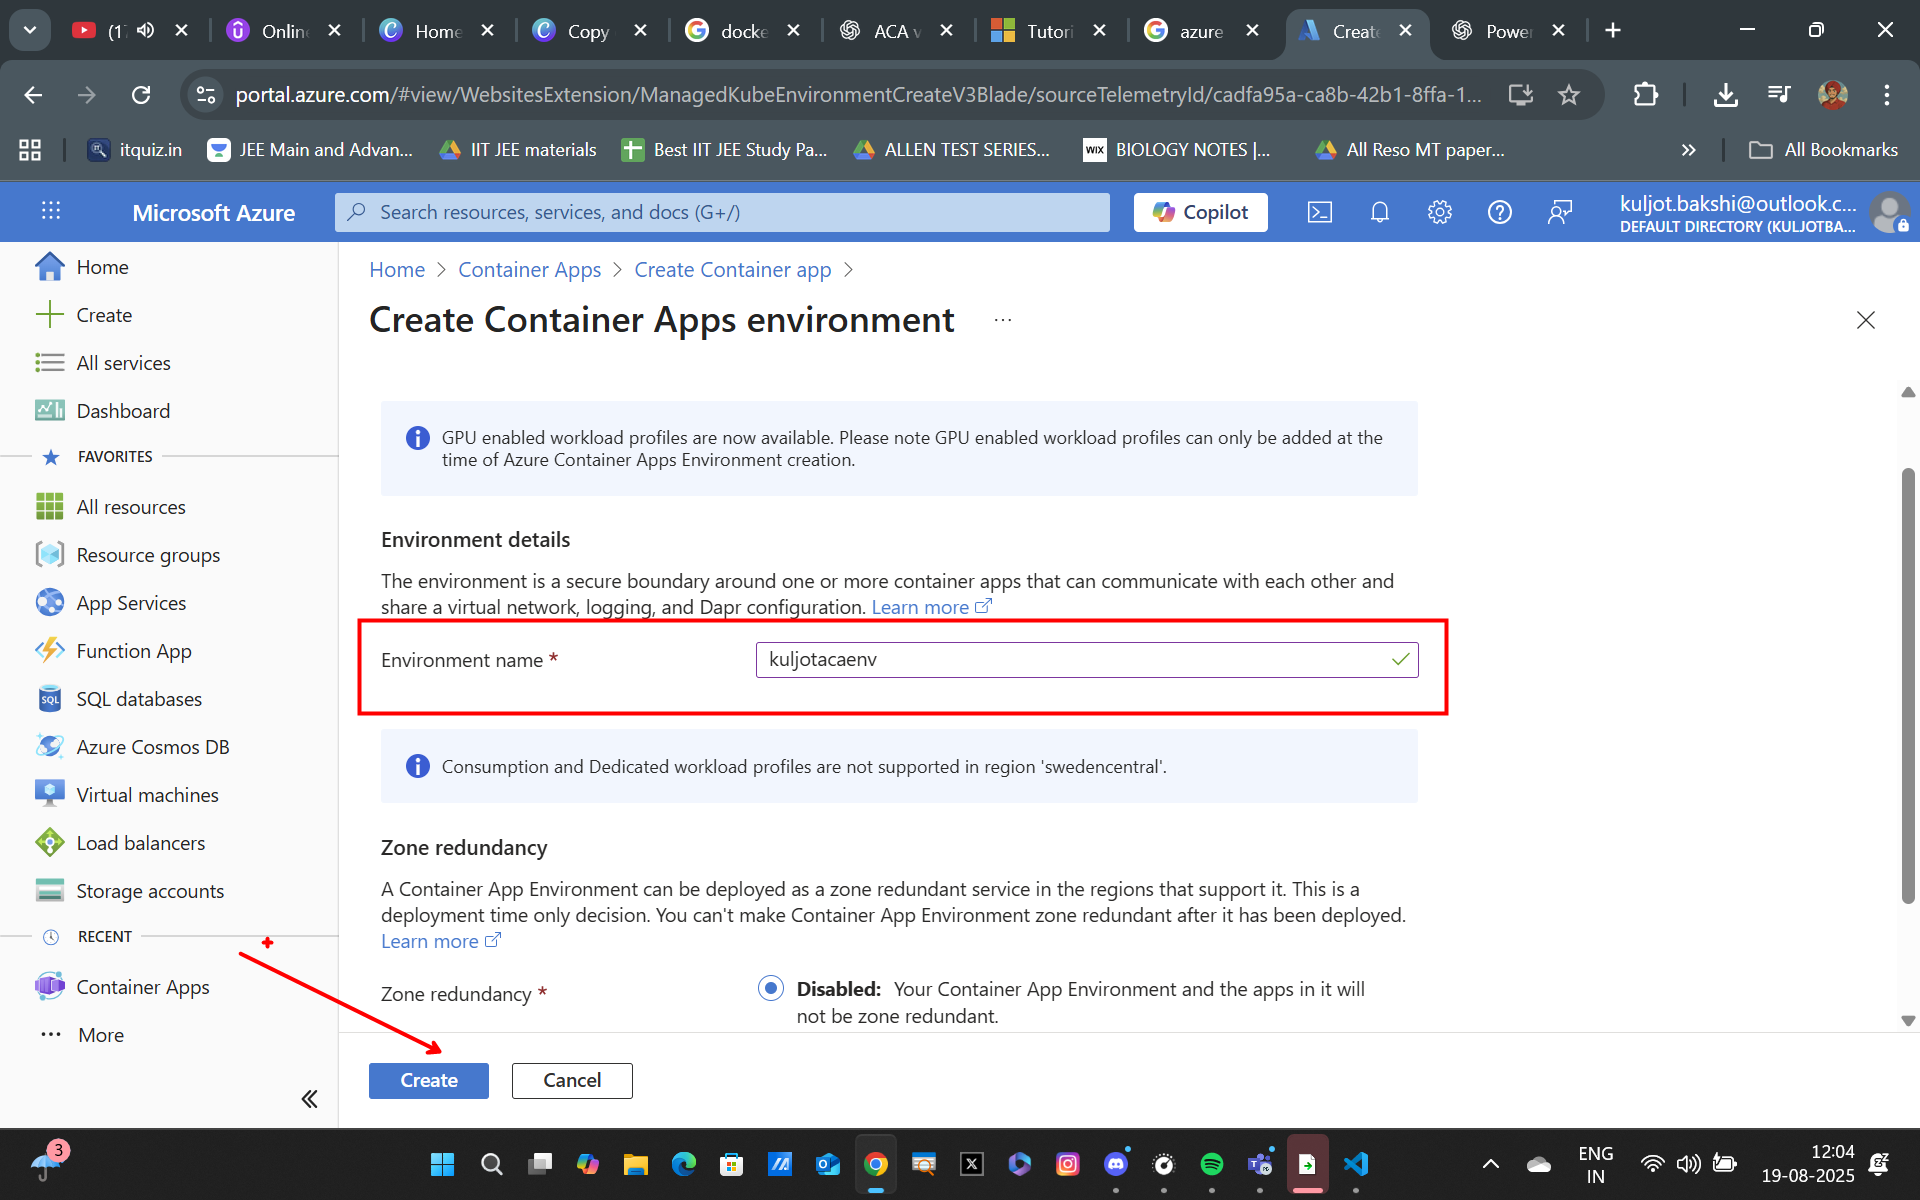 (1
Onlin
Home
Copy
docke
ACA v
Tutori
azure
Create
Power
portal.azure.com/#view/WebsitesExtension/ManagedKubeEnvironmentCreateV3Blade/sourceTelemetryId/cadfa95a-ca8b-42b1-8ffa-1...
itquiz.in
JEE Main and Advan...
IIT JEE materials
Best IIT JEE Study Pa...
ALLEN TEST SERIES...
WIX
BIOLOGY NOTES |...
All Reso MT paper...
All Bookmarks
Microsoft Azure
Search resources, services, and docs (G+/)
Copilot
kuljot.bakshi@outlook.c...
DEFAULT DIRECTORY (KULJOTBA...
Home
Create
All services
Dashboard
FAVORITES
All resources
Resource groups
App Services
Function App
SQL
SQL databases
Azure Cosmos DB
Virtual machines
Load balancers
Storage accounts
RECENT
Container Apps
More
Home > Container Apps > Create Container app >
Create Container Apps environment ...
GPU enabled workload profiles are now available. Please note GPU enabled workload profiles can only be added at the
time of Azure Container Apps Environment creation.
Environment details
The environment is a secure boundary around one or more container apps that can communicate with each other and
share a virtual network, logging, and Dapr configuration. Learn more
Environment name *
kuljotacaenv
Consumption and Dedicated workload profiles are not supported in region 'swedencentral'.
Zone redundancy
A Container App Environment can be deployed as a zone redundant service in the regions that support it. This is a
deployment time only decision. You can't make Container App Environment zone redundant after it has been deployed.
Learn more
Zone redundancy *
Disabled: Your Container App Environment and the apps in it will
not be zone redundant.
Create
Cancel
3
ENG
IN
12:04
19-08-2025